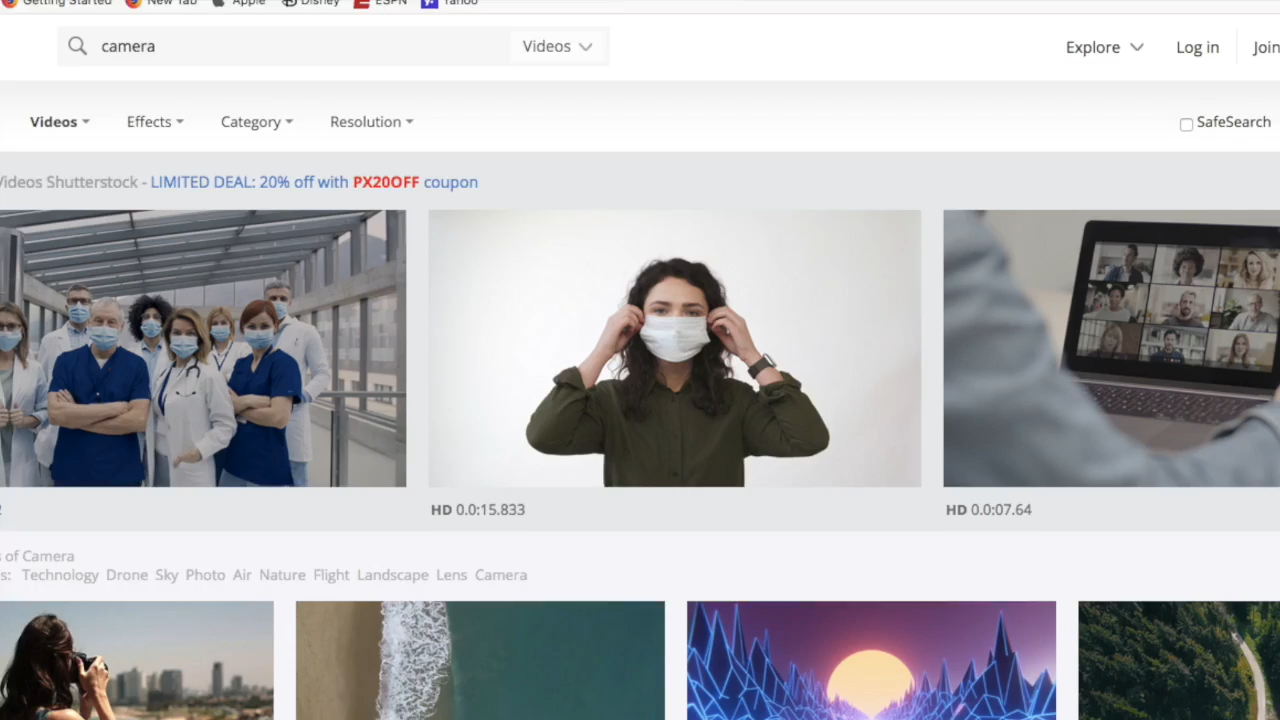 Getting Started New Tab Apple Disney ESPN Yahoo
camera Videos Explore Log in Join
Videos Effects Category Resolution SafeSearch
Videos Shutterstock - LIMITED DEAL: 20% off with PX20OFF coupon
HD 0.0:15.833 HD 0.0:07.64
of Camera
Technology Drone Sky Photo Air Nature Flight Landscape Lens Camera